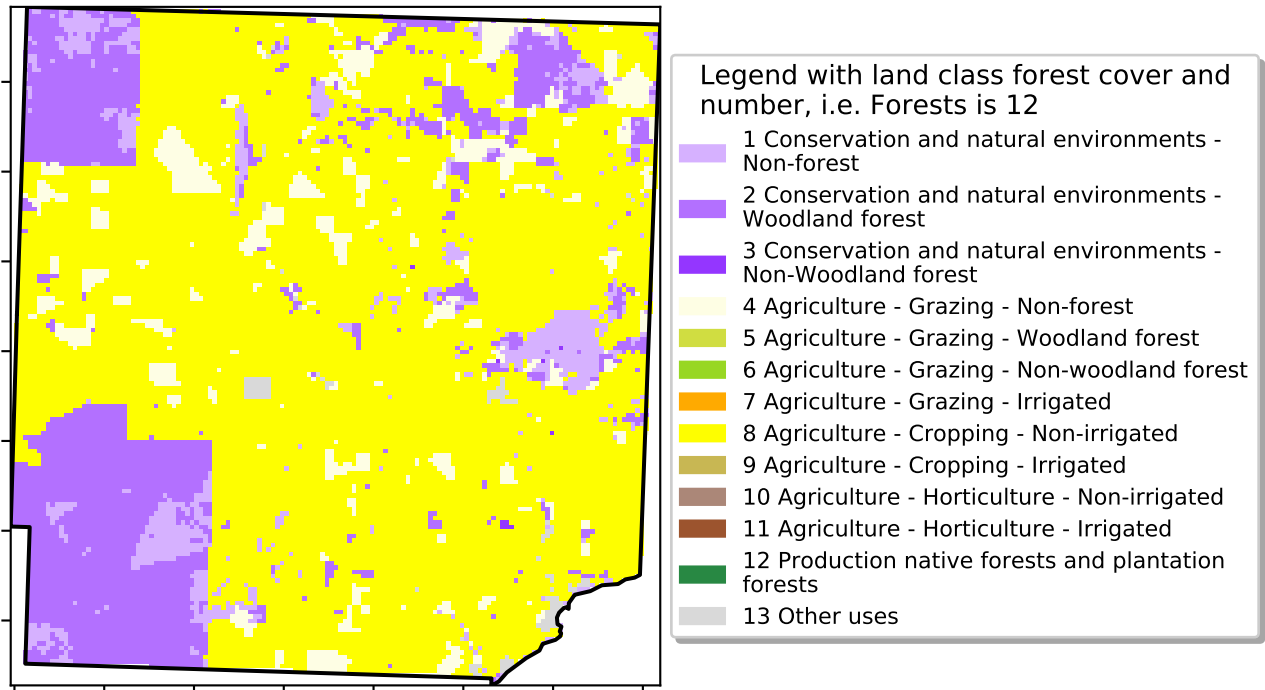 Legend with land class forest cover and
number, i.e. Forests is 12
1 Conservation and natural environments -
Non-forest
2 Conservation and natural environments -
Woodland forest
3 Conservation and natural environments -
Non-Woodland forest
4 Agriculture - Grazing - Non-forest
5 Agriculture - Grazing - Woodland forest
6 Agriculture - Grazing - Non-woodland forest
7 Agriculture - Grazing - Irrigated
8 Agriculture - Cropping - Non-irrigated
9 Agriculture - Cropping - Irrigated
10 Agriculture - Horticulture - Non-irrigated
11 Agriculture - Horticulture - Irrigated
12 Production native forests and plantation
forests
13 Other uses